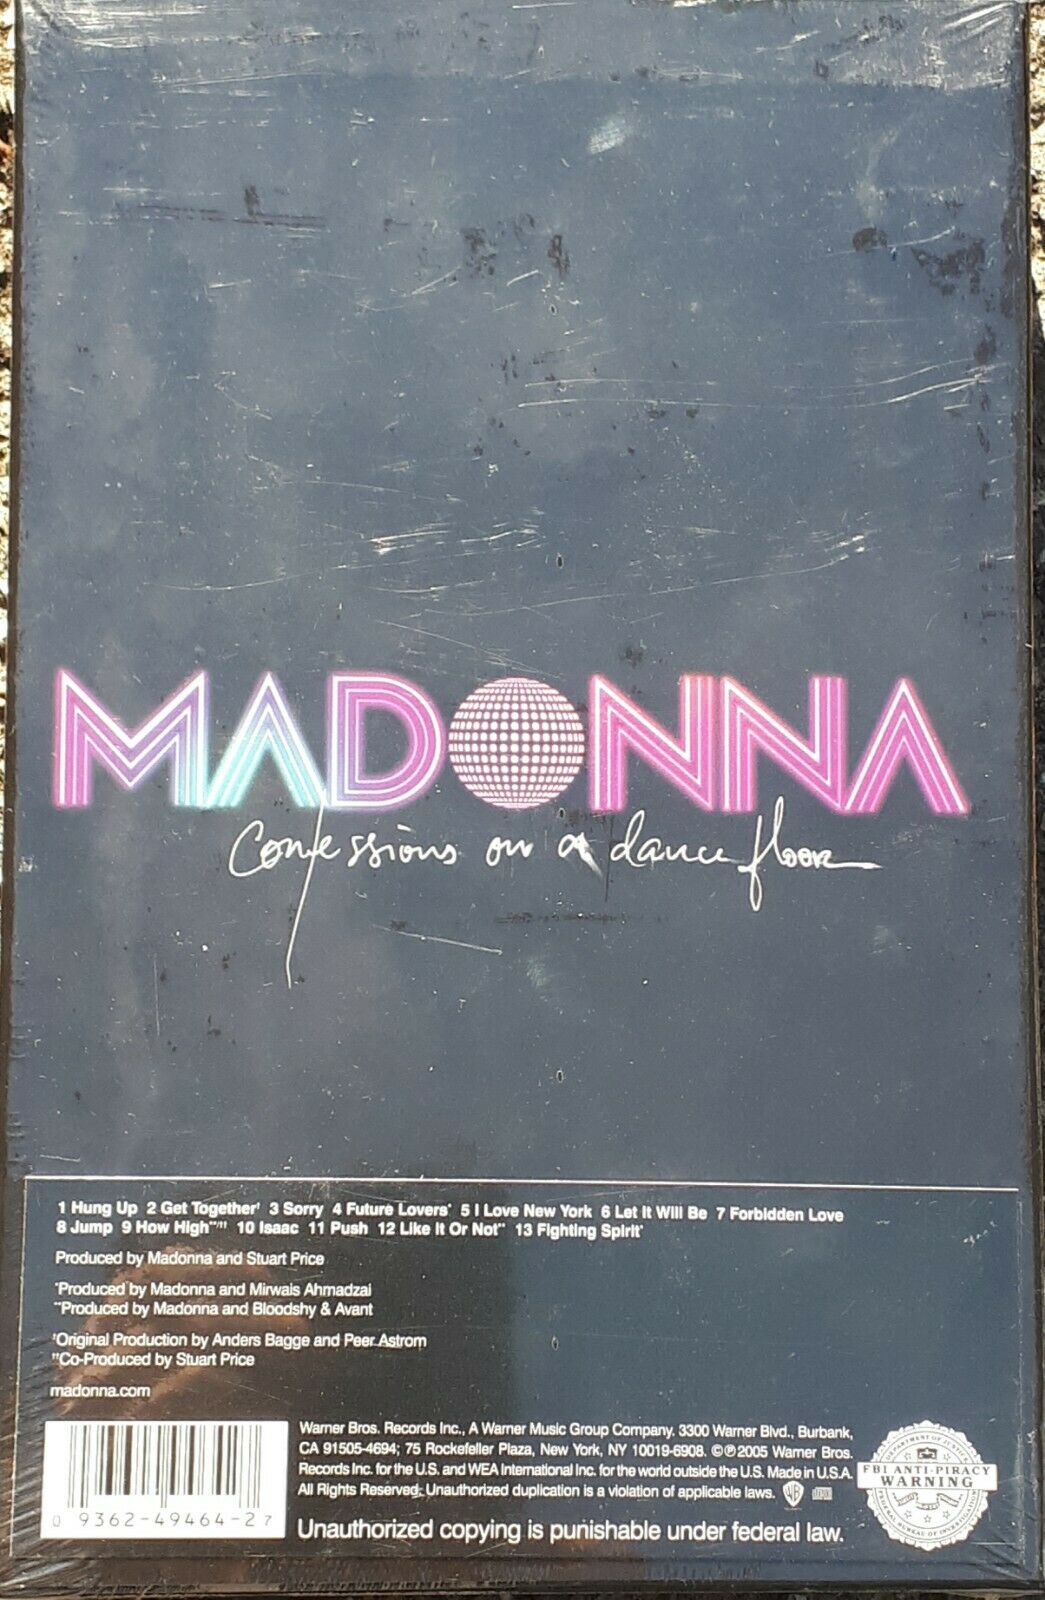 MADONNA
confessions on a dance floor
1 Hung Up 2 Get Together' 3 Sorry 4 Future Lovers* 5 I Love New York 6 Let It Will Be 7 Forbidden Love
8 Jump 9 How High**/'' 10 Isaac 11 Push 12 Like It Or Not** 13 Fighting Spirit*
Produced by Madonna and Stuart Price
*Produced by Madonna and Mirwais Ahmadzai
**Produced by Madonna and Bloodshy & Avant
'Original Production by Anders Bagge and Peer Astrom
''Co-Produced by Stuart Price
madonna.com
0 9362-49464-2 7
Warner Bros. Records Inc., A Warner Music Group Company. 3300 Warner Blvd., Burbank,
CA 91505-4694; 75 Rockefeller Plaza, New York, NY 10019-6908. ©℗2005 Warner Bros.
Records Inc. for the U.S. and WEA International Inc. for the world outside the U.S. Made in U.S.A.
All Rights Reserved. Unauthorized duplication is a violation of applicable laws.
Unauthorized copying is punishable under federal law.
DEPARTMENT OF JUSTICE
FBI ANTI-PIRACY
WARNING
FEDERAL BUREAU OF INVESTIGATION